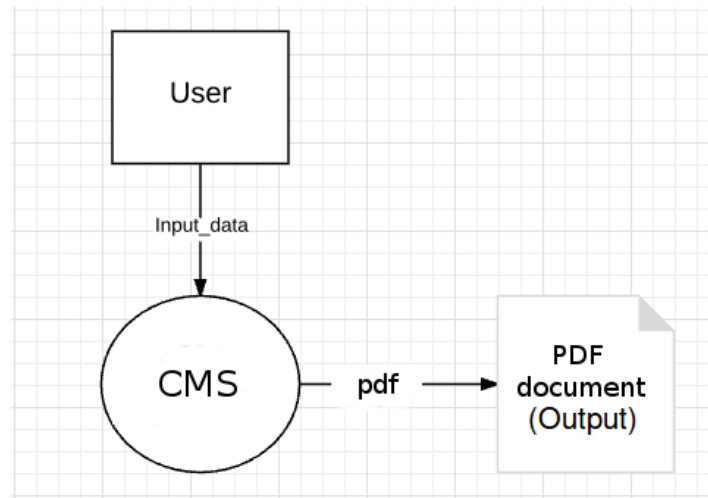 User
Input_data
CMS
pdf
PDF
document
(Output)